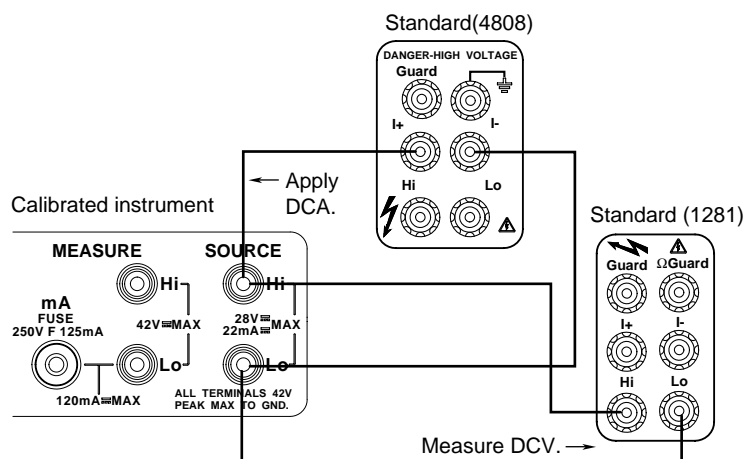 Standard(4808)
DANGER-HIGH VOLTAGE
Guard
I+
I-
Hi
Lo
← Apply
DCA.
Calibrated instrument
MEASURE
SOURCE
Hi
Hi
mA
FUSE
250V F 125mA
42V⎓MAX
28V⎓
22mA⎓
MAX
Lo
Lo
120mA⎓MAX
ALL TERMINALS 42V
PEAK MAX TO GND.
Standard (1281)
Guard
ΩGuard
I+
I-
Hi
Lo
Measure DCV. →